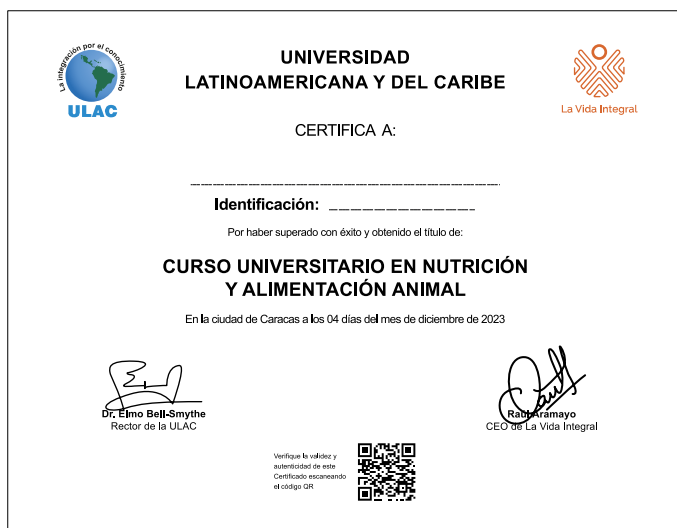 La integración por el conocimiento
ULAC
UNIVERSIDAD
LATINOAMERICANA Y DEL CARIBE
La Vida Integral
CERTIFICA A:
Identificación:
Por haber superado con éxito y obtenido el título de:
CURSO UNIVERSITARIO EN NUTRICIÓN
Y ALIMENTACIÓN ANIMAL
En la ciudad de Caracas a los 04 días del mes de diciembre de 2023
Dr. Elmo Bell-Smythe
Rector de la ULAC
Raúl Aramayo
CEO de La Vida Integral
Verifique la validez y
autenticidad de este
Certificado escaneando
el código QR